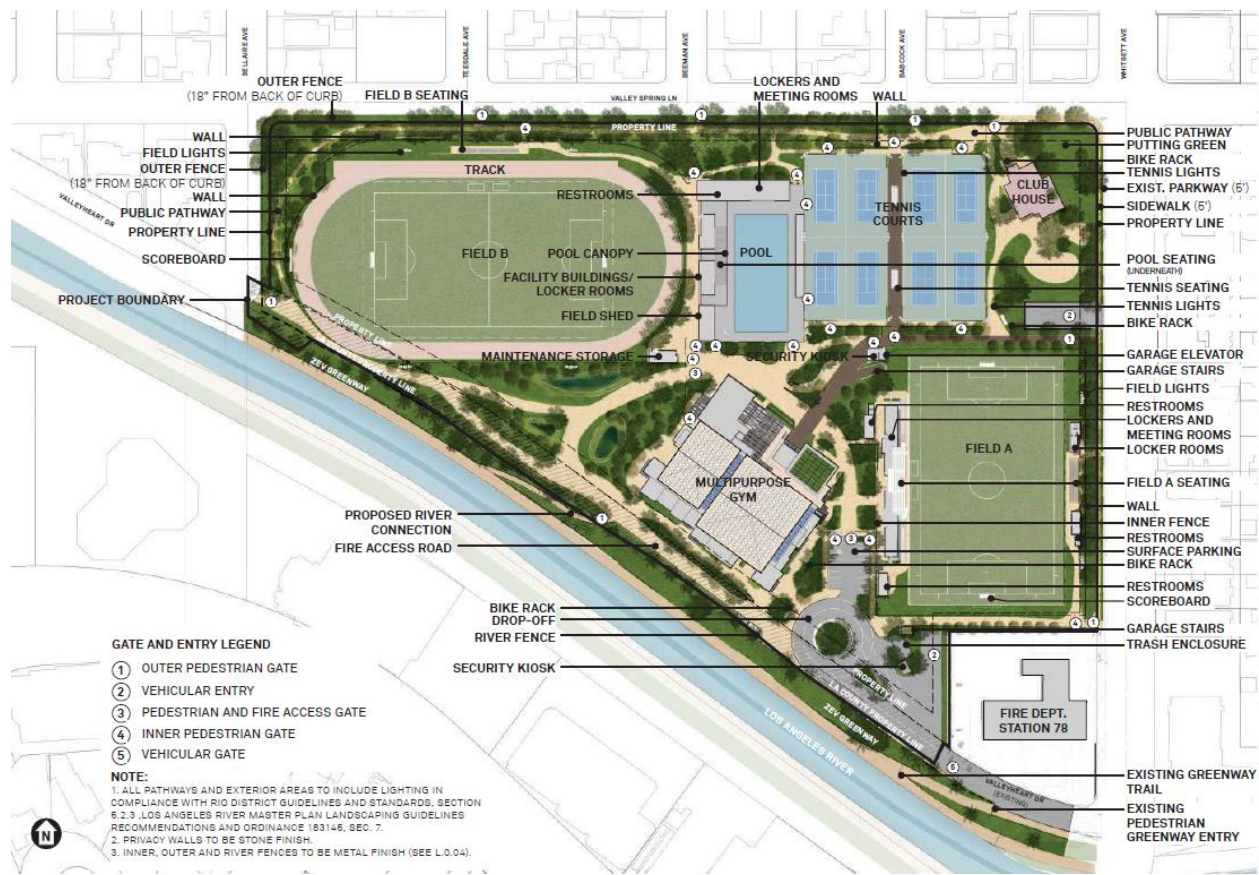 BELLAIRE AVE
TEESDALE AVE
BEEMAN AVE
BABCOCK AVE
WHITSETT AVE
OUTER FENCE
(18" FROM BACK OF CURB)
FIELD B SEATING
VALLEY SPRING LN
LOCKERS AND
MEETING ROOMS
WALL
1
1
1
1
4
4
PROPERTY LINE
WALL
FIELD LIGHTS
OUTER FENCE
(18" FROM BACK OF CURB)
WALL
PUBLIC PATHWAY
PROPERTY LINE
SCOREBOARD
PROJECT BOUNDARY
VALLEYHEART DR
TRACK
FIELD B
RESTROOMS
POOL CANOPY
FACILITY BUILDINGS/
LOCKER ROOMS
FIELD SHED
MAINTENANCE STORAGE
POOL
TENNIS
COURTS
CLUB
HOUSE
SECURITY KIOSK
PUBLIC PATHWAY
PUTTING GREEN
BIKE RACK
TENNIS LIGHTS
EXIST. PARKWAY (5')
SIDEWALK (5')
PROPERTY LINE
POOL SEATING
(UNDERNEATH)
TENNIS SEATING
TENNIS LIGHTS
BIKE RACK
GARAGE ELEVATOR
GARAGE STAIRS
FIELD LIGHTS
RESTROOMS
LOCKERS AND
MEETING ROOMS
LOCKER ROOMS
FIELD A SEATING
WALL
INNER FENCE
RESTROOMS
SURFACE PARKING
BIKE RACK
RESTROOMS
SCOREBOARD
GARAGE STAIRS
TRASH ENCLOSURE
FIELD A
MULTIPURPOSE
GYM
PROPERTY LINE
LA COUNTY PROPERTY LINE
ZEV GREENWAY
PROPOSED RIVER
CONNECTION
FIRE ACCESS ROAD
BIKE RACK
DROP-OFF
RIVER FENCE
SECURITY KIOSK
PROPERTY LINE
LA COUNTY PROPERTY LINE
ZEV GREENWAY
LOS ANGELES RIVER
FIRE DEPT.
STATION 78
VALLEYHEART DR
(EXISTING)
EXISTING GREENWAY
TRAIL
EXISTING
PEDESTRIAN
GREENWAY ENTRY
GATE AND ENTRY LEGEND
1 OUTER PEDESTRIAN GATE
2 VEHICULAR ENTRY
3 PEDESTRIAN AND FIRE ACCESS GATE
4 INNER PEDESTRIAN GATE
5 VEHICULAR GATE
NOTE:
1. ALL PATHWAYS AND EXTERIOR AREAS TO INCLUDE LIGHTING IN
COMPLIANCE WITH RIO DISTRICT GUIDELINES AND STANDARDS, SECTION
6.2.3 ,LOS ANGELES RIVER MASTER PLAN LANDSCAPING GUIDELINES
RECOMMENDATIONS AND ORDINANCE 183145, SEC. 7.
2. PRIVACY WALLS TO BE STONE FINISH.
3. INNER, OUTER AND RIVER FENCES TO BE METAL FINISH (SEE L.0.04).
N